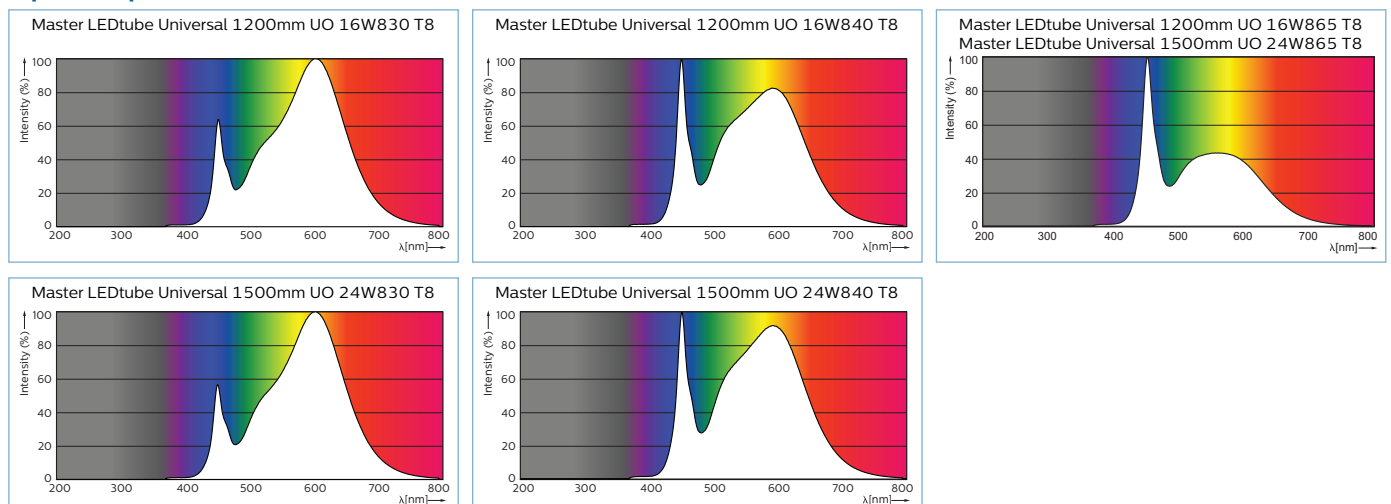 Master LEDtube Universal 1200mm UO 16W830 T8
Intensity (%)
100
80
60
40
20
0
200 300 400 500 600 700 800
λ[nm]
Master LEDtube Universal 1200mm UO 16W840 T8
Intensity (%)
100
80
60
40
20
0
200 300 400 500 600 700 800
λ[nm]
Master LEDtube Universal 1200mm UO 16W865 T8
Master LEDtube Universal 1500mm UO 24W865 T8
Intensity (%)
100
80
60
40
20
0
200 300 400 500 600 700 800
λ[nm]
Master LEDtube Universal 1500mm UO 24W830 T8
Intensity (%)
100
80
60
40
20
0
200 300 400 500 600 700 800
λ[nm]
Master LEDtube Universal 1500mm UO 24W840 T8
Intensity (%)
100
80
60
40
20
0
200 300 400 500 600 700 800
λ[nm]